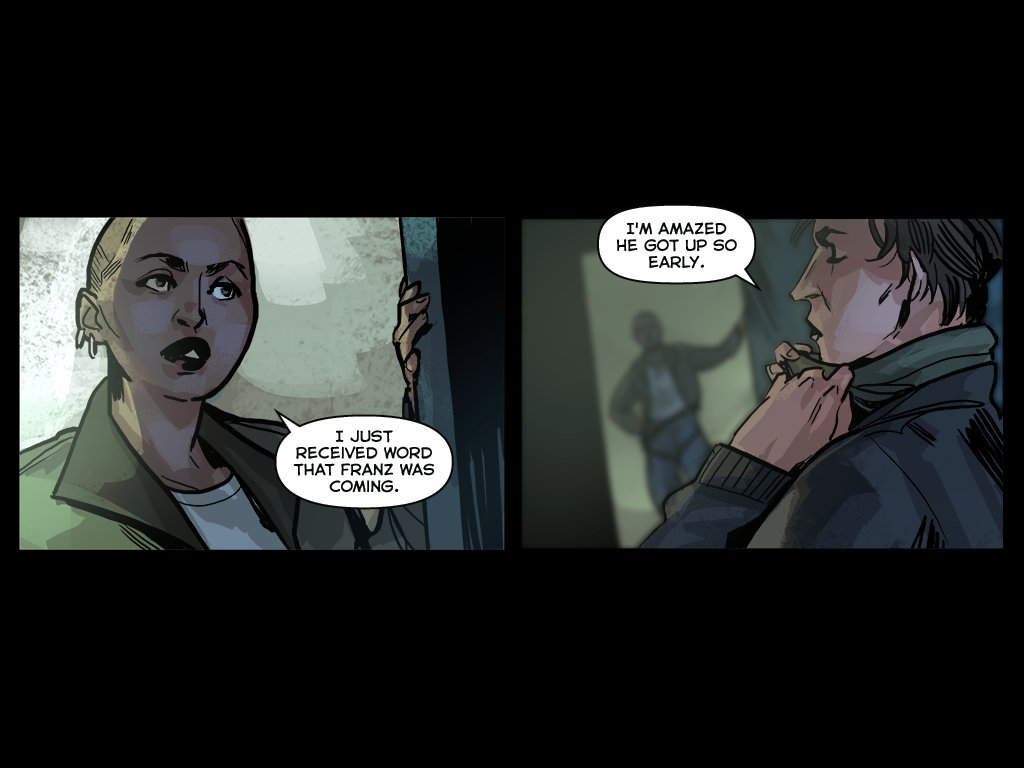 I JUST
RECEIVED WORD
THAT FRANZ WAS
COMING.
I'M AMAZED
HE GOT UP SO
EARLY.